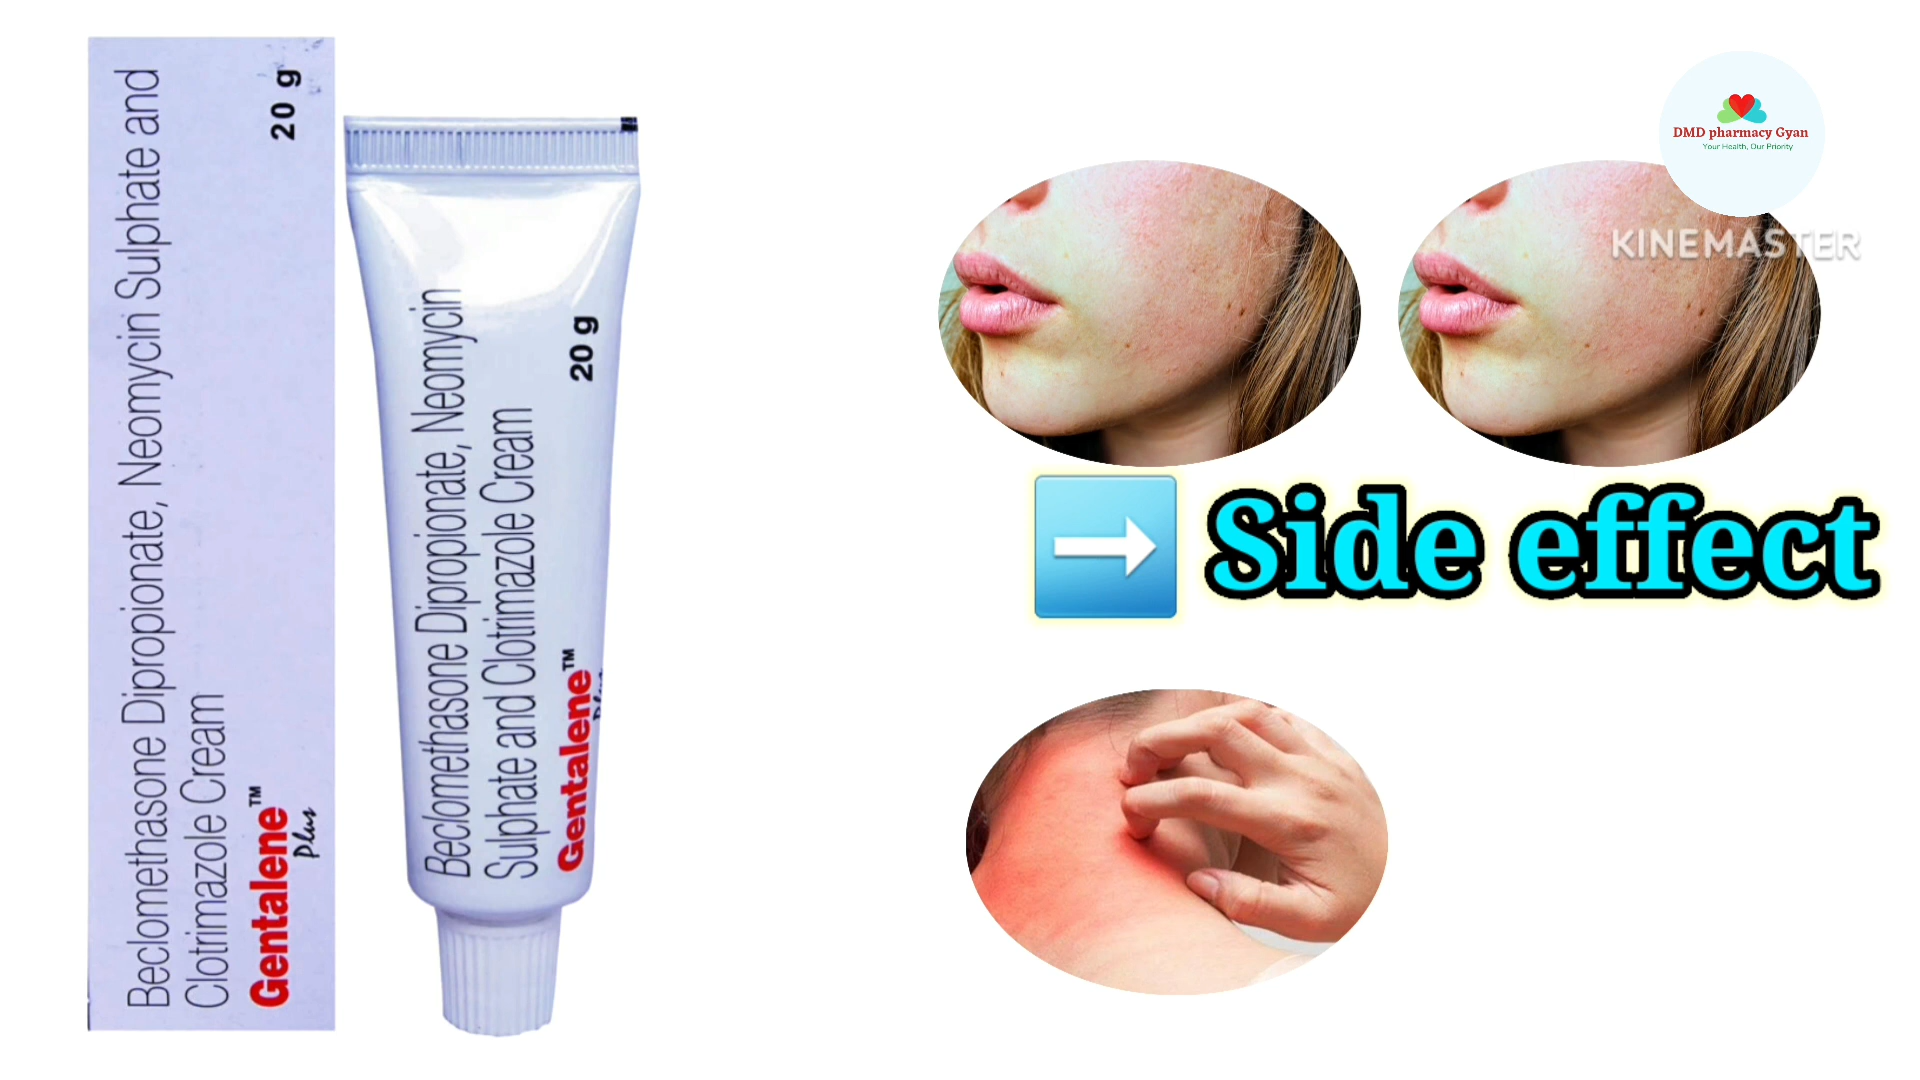 Beclomethasone Dipropionate, Neomycin Sulphate and
Clotrimazole Cream
Gentalene™
Plus
20 g
Beclomethasone Dipropionate, Neomycin
Sulphate and Clotrimazole Cream
Gentalene™
Plus
20 g
DMD pharmacy Gyan
Your Health, Our Priority
KINEMASTER
Side effect